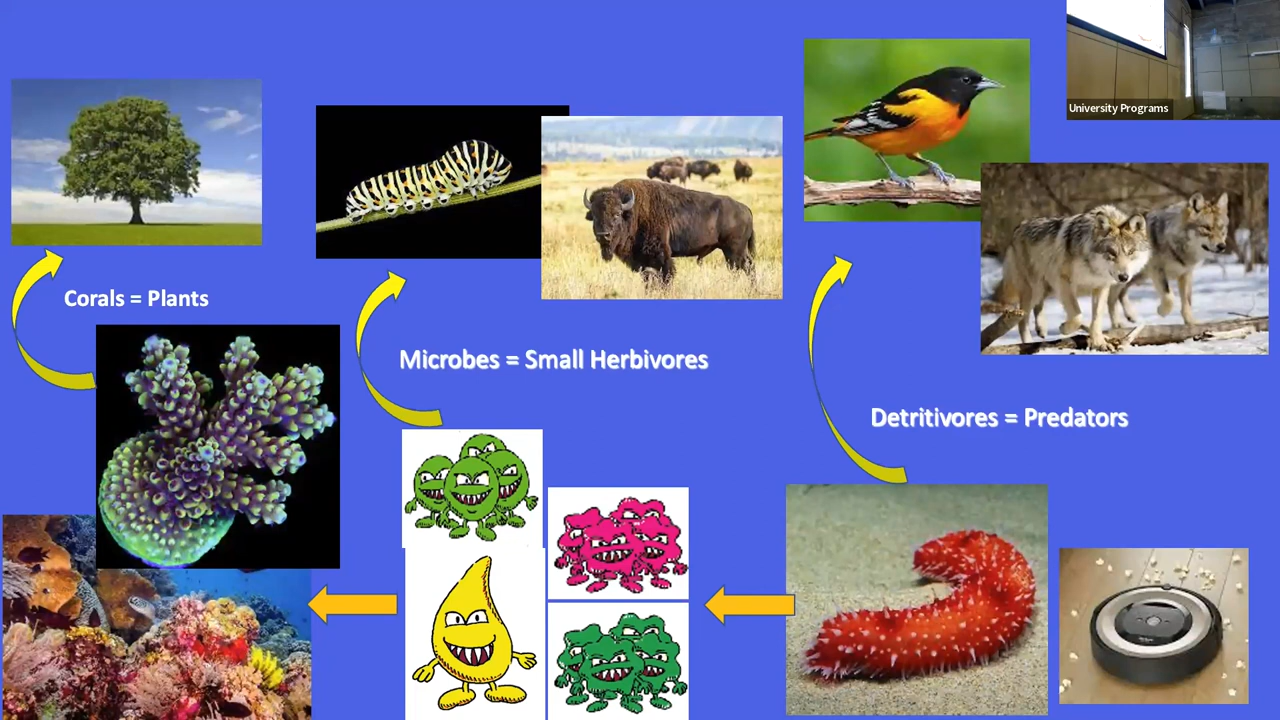 University Programs
Corals = Plants
Microbes = Small Herbivores
Detritivores = Predators